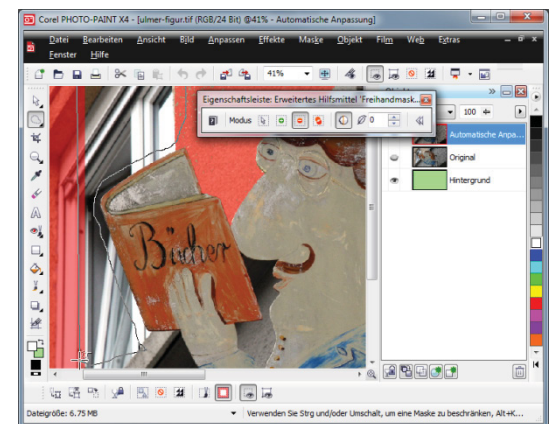 Corel PHOTO-PAINT X4 - [ulmer-figur.tif (RGB/24 Bit) @41% - Automatische Anpassung]
Datei Bearbeiten Ansicht Bild Anpassen Effekte Maske Objekt Film Web Extras
Fenster Hilfe
41%
Eigenschaftsleiste: Erweitertes Hilfsmittel 'Freihandmask...
Modus 0
100
Automatische Anpa...
Original
Hintergrund
Bücher
Dateigröße: 6.75 MB Verwenden Sie Strg und/oder Umschalt, um eine Maske zu beschränken, Alt+K...